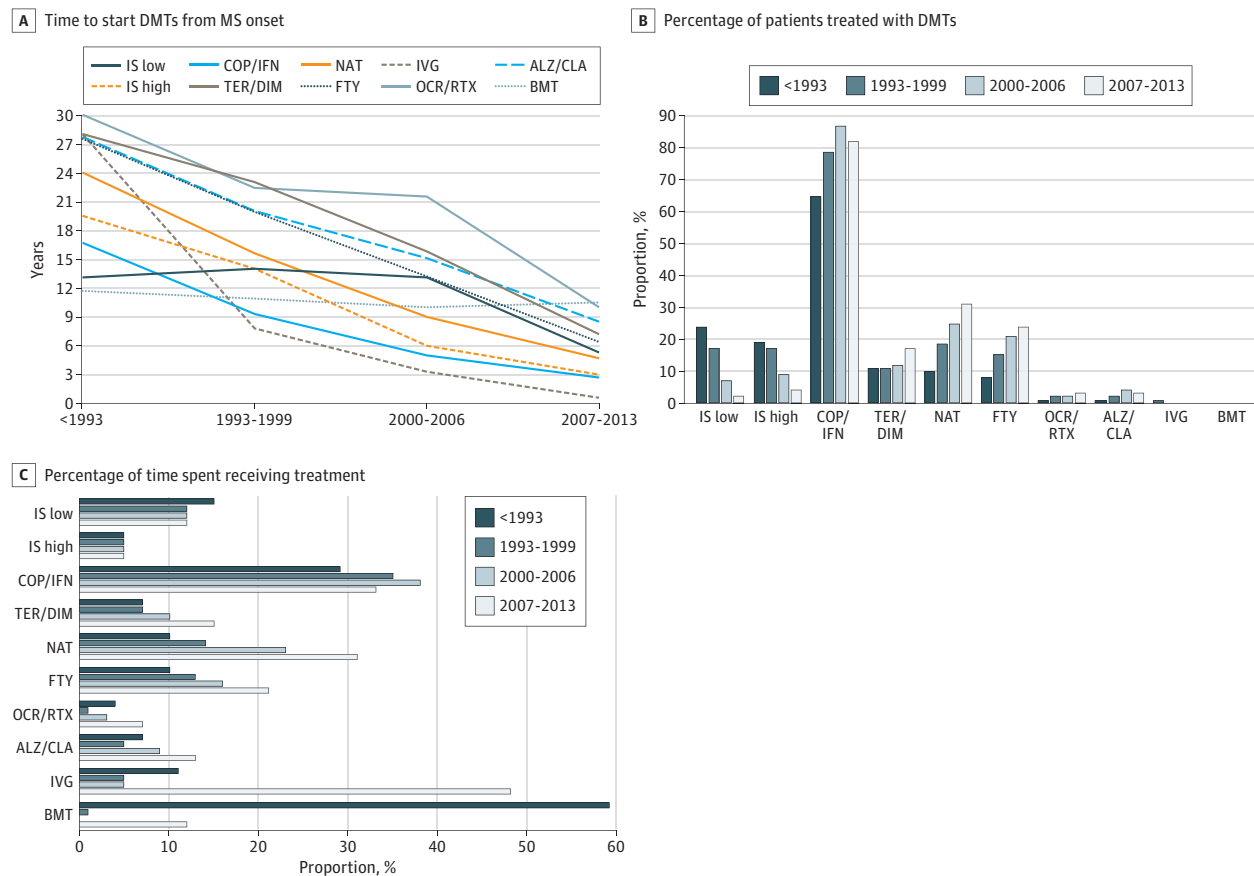 A Time to start DMTs from MS onset
IS low COP/IFN NAT IVG ALZ/CLA
IS high TER/DIM FTY OCR/RTX BMT
30
27
24
21
18
15
12
9
6
3
0
Years
<1993 1993-1999 2000-2006 2007-2013
B Percentage of patients treated with DMTs
<1993 1993-1999 2000-2006 2007-2013
90
80
70
60
50
40
30
20
10
0
Proportion, %
IS low IS high COP/ TER/ NAT FTY OCR/ ALZ/ IVG BMT
IFN DIM RTX CLA
C Percentage of time spent receiving treatment
<1993
1993-1999
2000-2006
2007-2013
IS low
IS high
COP/IFN
TER/DIM
NAT
FTY
OCR/RTX
ALZ/CLA
IVG
BMT
0 10 20 30 40 50 60
Proportion, %